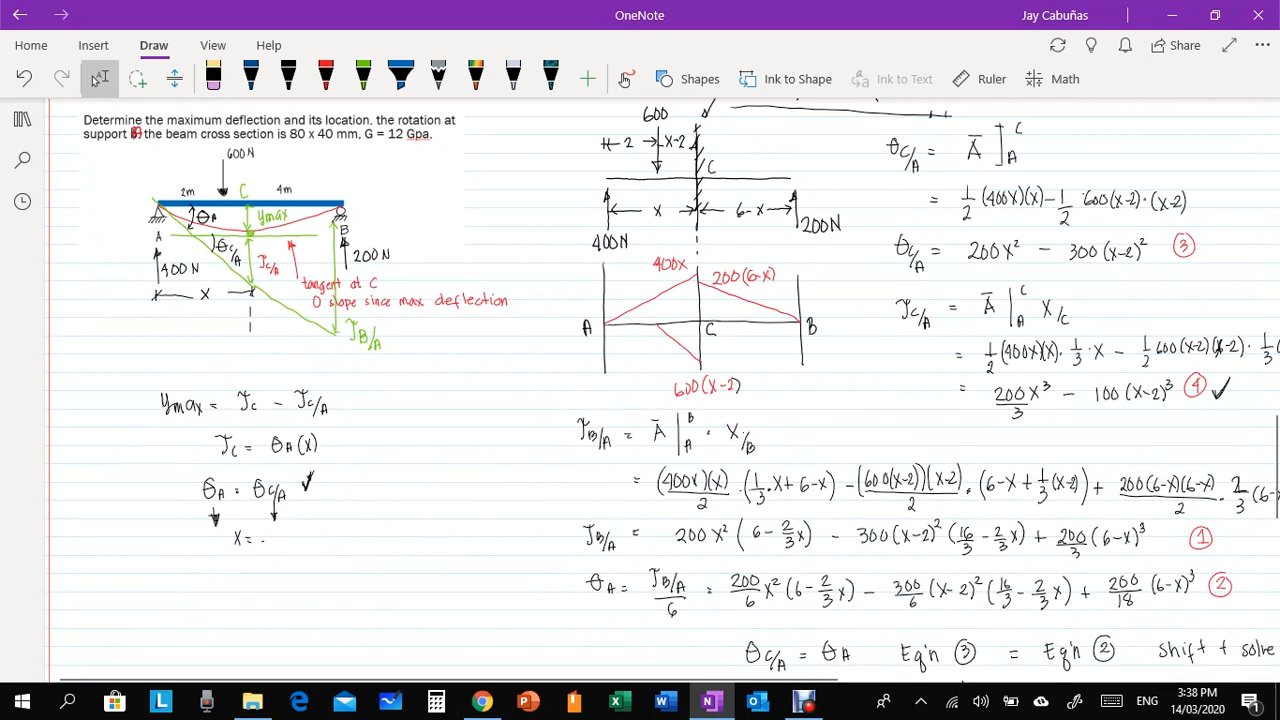 OneNote
Jay Cabuñas
Home Insert Draw View Help
Share
Shapes Ink to Shape Ink to Text Ruler Math
Determine the maximum deflection and its location. the rotation at
support the beam cross section is 80 x 40 mm, G = 12 Gpa.
600 N
2m C 4m
θA ymax
A B
θC/A
400 N TC/A 200 N
tangent at C
0 slope since max deflection
X
TB/A
ymax = TC - TC/A
TC = θA (X)
θA = θC/A ✓
X = .
600 ✓
2 X-2
C
X 6-X
400N 200N
400X 200(6-X)
A C B
600(X-2)
θC/A = Ā ]A C
= 1/2 (400X)(X) - 1/2 600(X-2)·(X-2)
θC/A = 200X² - 300(X-2)² ③
TC/A = Ā |A C X/C
= 1/2 (400X)(X)·1/3·X - 1/2 600(X-2)(X-2)·1/3
= 200/3 X³ - 100(X-2)³ ④ ✓
TB/A = Ā |A B · X/B
= (400X)(X)/2 ·(1/3·X + 6-X) - (600(X-2))(X-2)/2 ·(6-X + 1/3(X-2)) + 200(6-X)(6-X)/2 · 2/3 (6-
TB/A = 200X² (6 - 2/3 X) - 300(X-2)² (16/3 - 2/3 X) + 200/3 (6-X)³ ①
θA = TB/A / 6 = 200/6 X² (6 - 2/3 X) - 300/6 (X-2)² (16/3 - 2/3 X) + 200/18 (6-X)³ ②
θC/A = θA Eq'n ③ = Eq'n ② Shift + solve
ENG
3:38 PM
14/03/2020